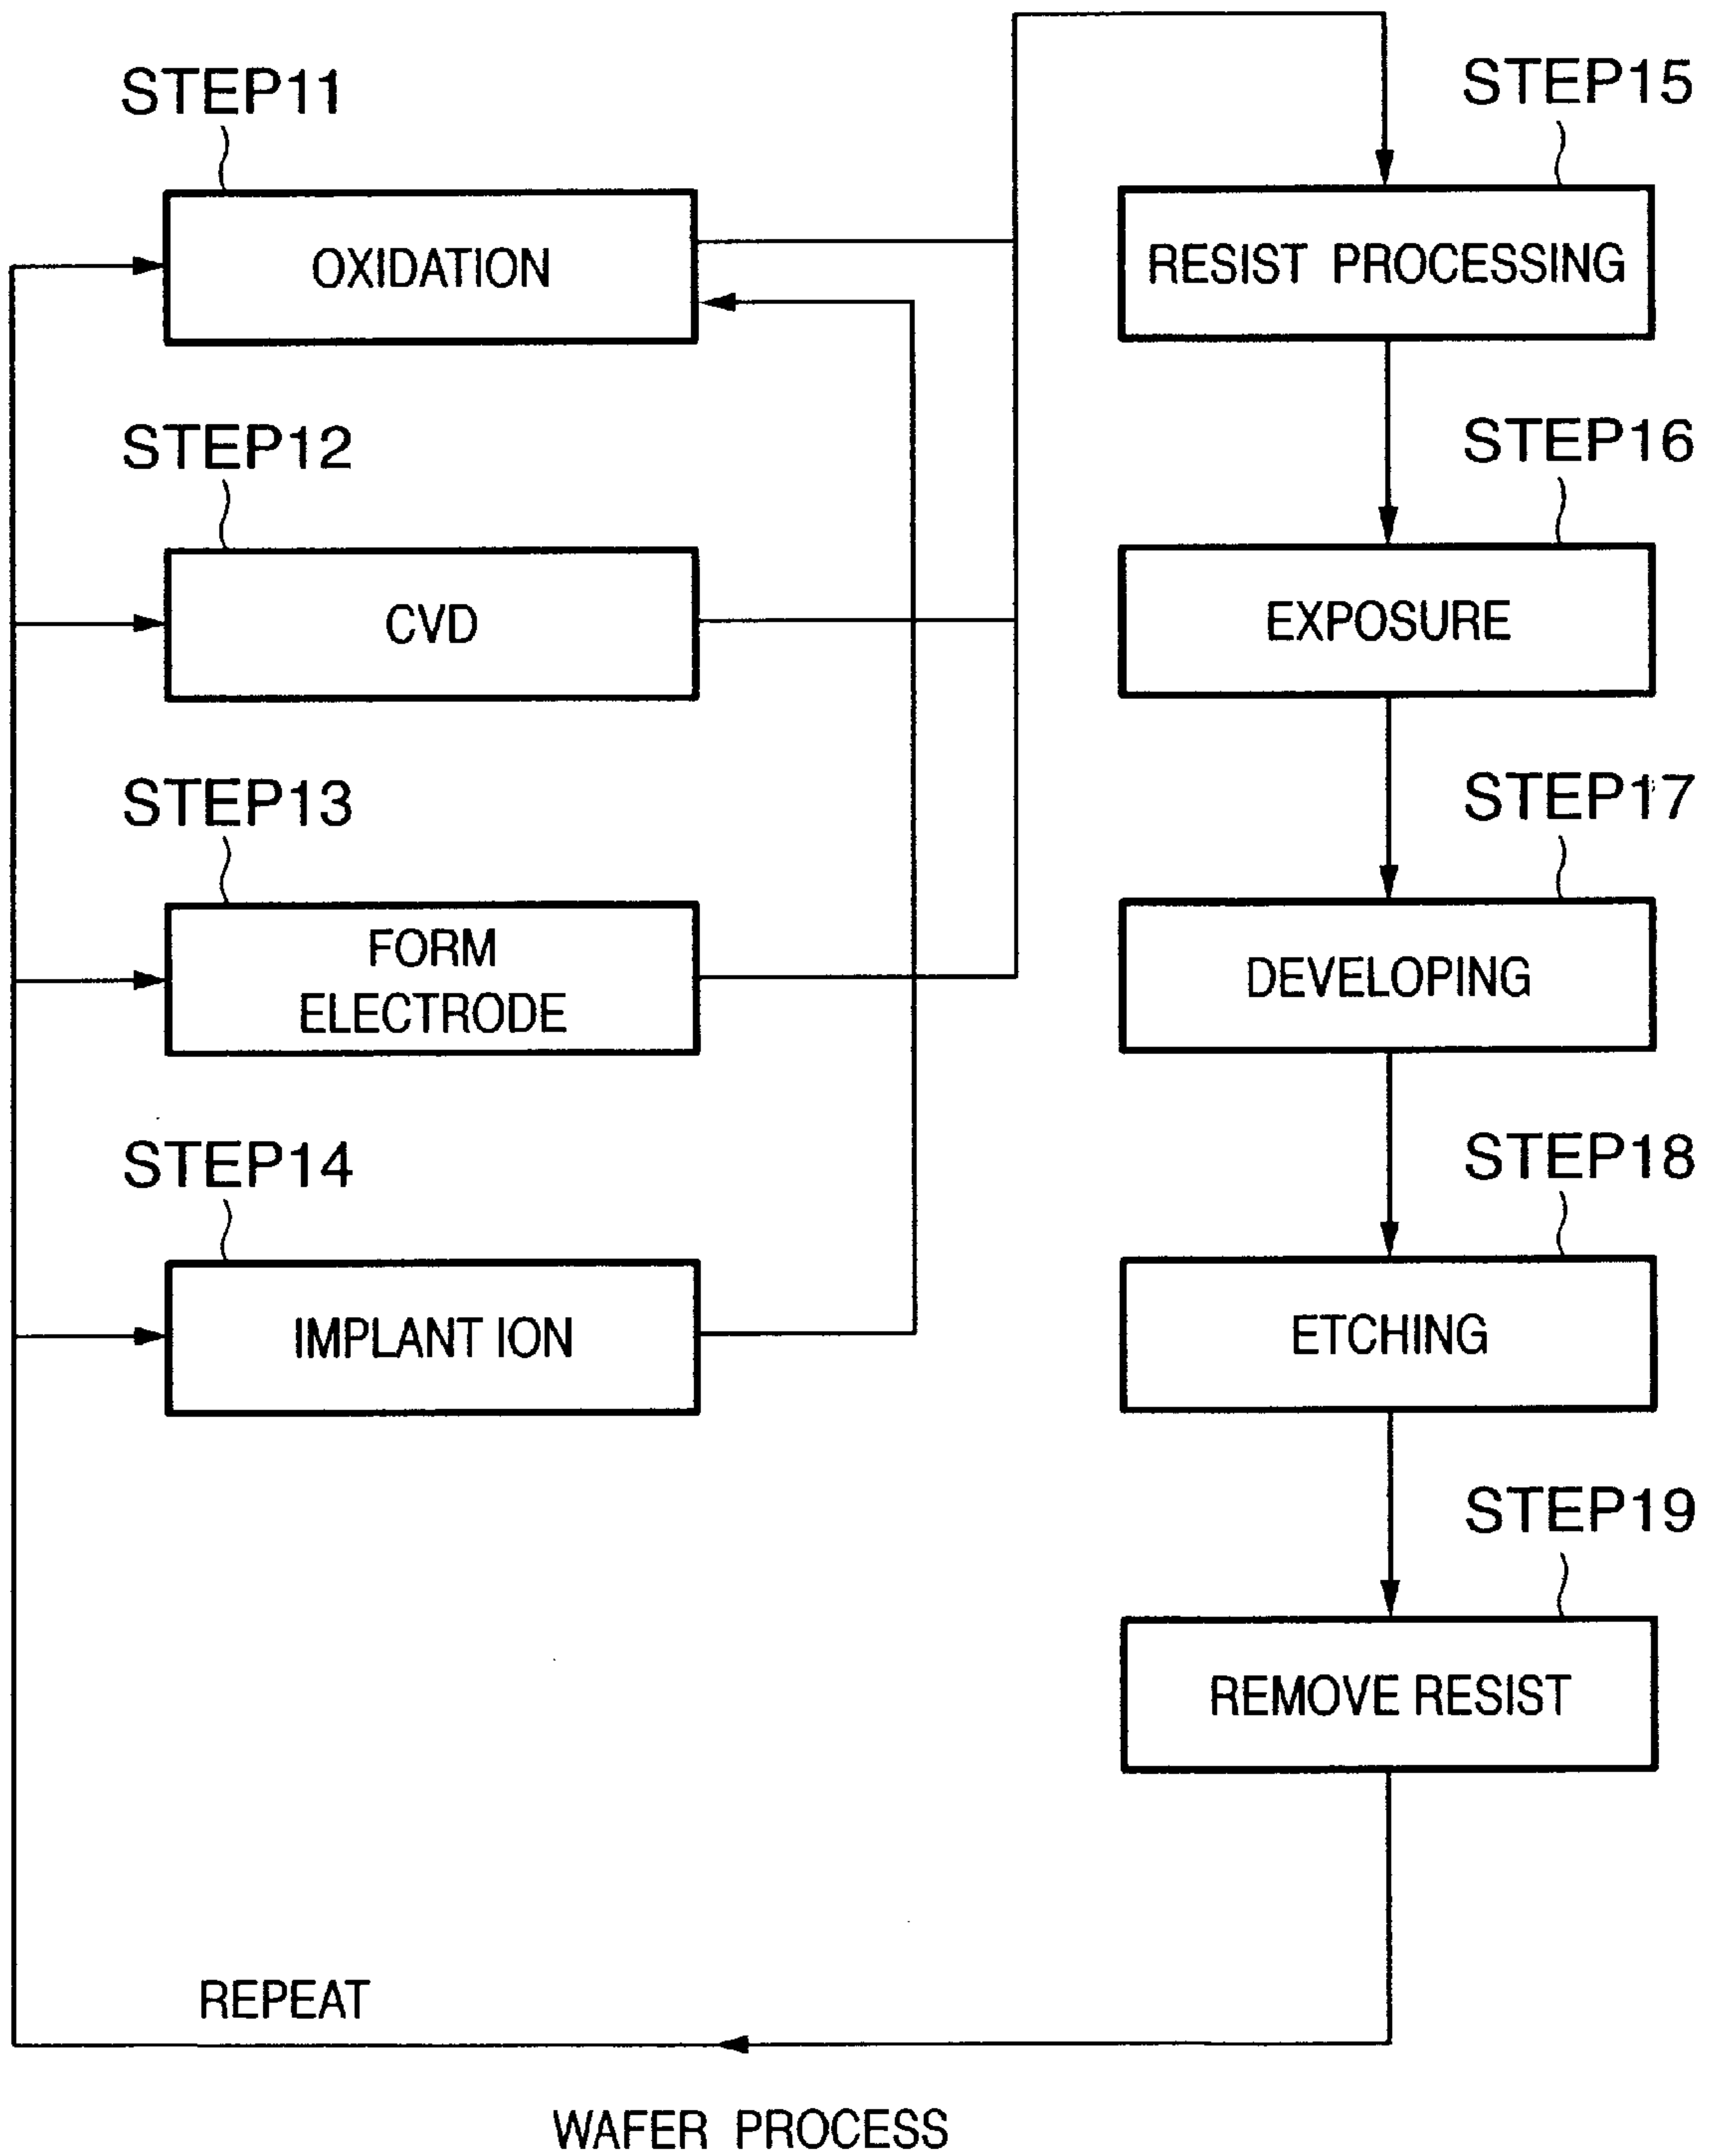 STEP11
OXIDATION
STEP12
CVD
STEP13
FORM
ELECTRODE
STEP14
IMPLANT ION
STEP15
RESIST PROCESSING
STEP16
EXPOSURE
STEP17
DEVELOPING
STEP18
ETCHING
STEP19
REMOVE RESIST
REPEAT
WAFER PROCESS